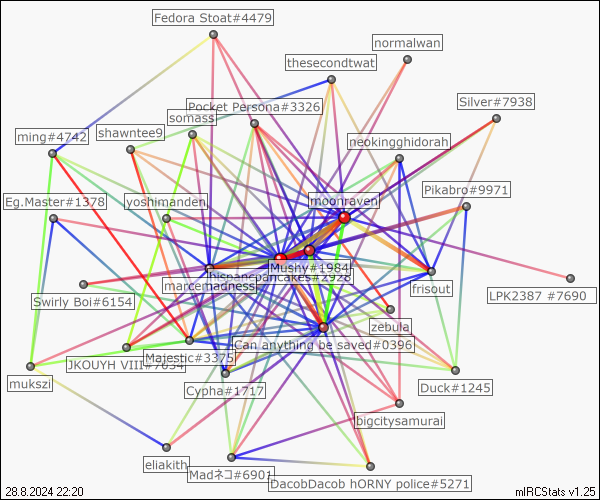 Fedora Stoat#4479
normalwan
thesecondtwat
Silver#7938
Pocket Persona#3326
somass
shawntee9
ming#4742
neokingghidorah
Pikabro#9971
Eg.Master#1378
yoshimanden
moonraven
Mushy#1984
hispanicpancakes#2928
marcemadness
frisout
LPK2387 #7690
Swirly Boi#6154
zebula
Can anything be saved#0396
Majestic#3375
JKOUYH VIII#7634
mukszi
Cypha#1717
Duck#1245
bigcitysamurai
eliakith
Madネコ#6901
DacobDacob hORNY police#5271
28.8.2024 22:20
mIRCStats v1.25